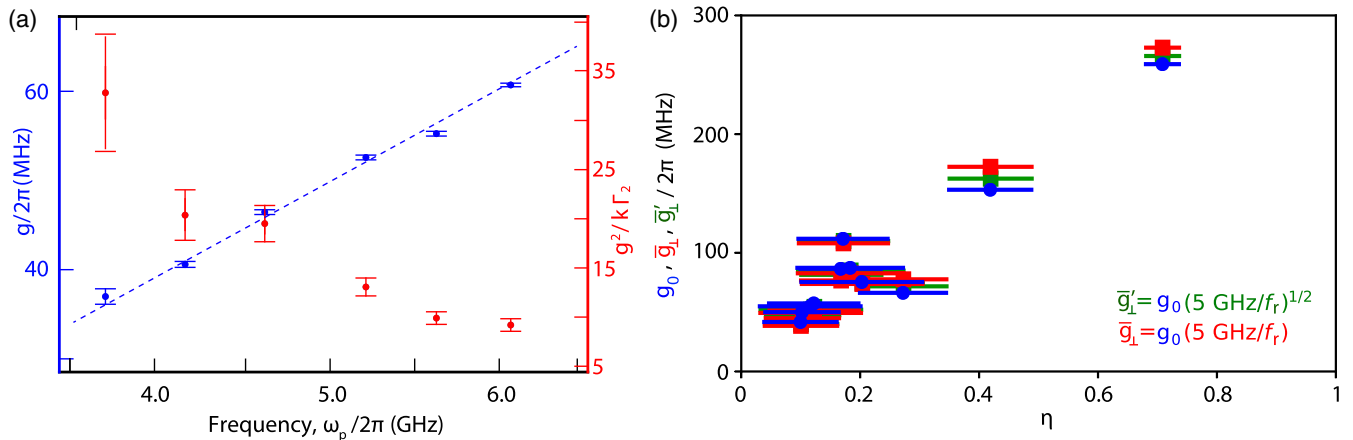 (a)
60
40
g/2π(MHz)
35
25
15
5
g²/kΓ₂
4.0 5.0 6.0
Frequency, ωₚ/2π (GHz)
(b)
300
200
100
0
g₀, g̅⊥, g̅′⊥/2π (MHz)
g̅′⊥=g₀(5 GHz/fᵣ)¹/²
g̅⊥=g₀(5 GHz/fᵣ)
0 0.2 0.4 0.6 0.8 1
η